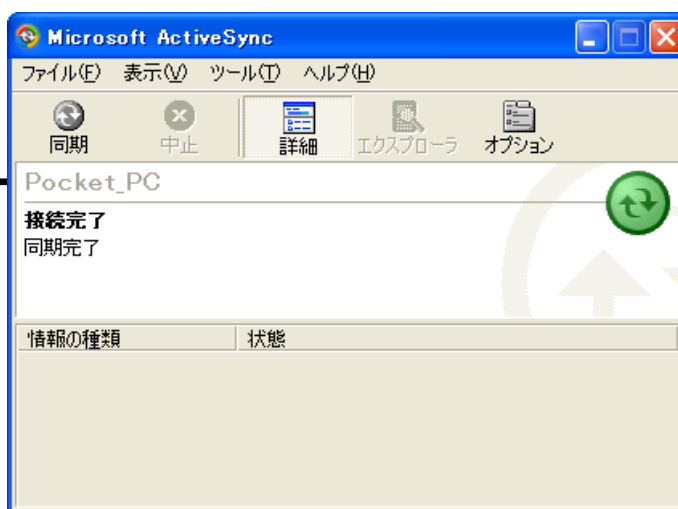 Microsoft ActiveSync
ファイル(F) 表示(V) ツール(T) ヘルプ(H)
同期 中止 詳細 エクスプローラ オプション
Pocket_PC
接続完了
同期完了
情報の種類 状態